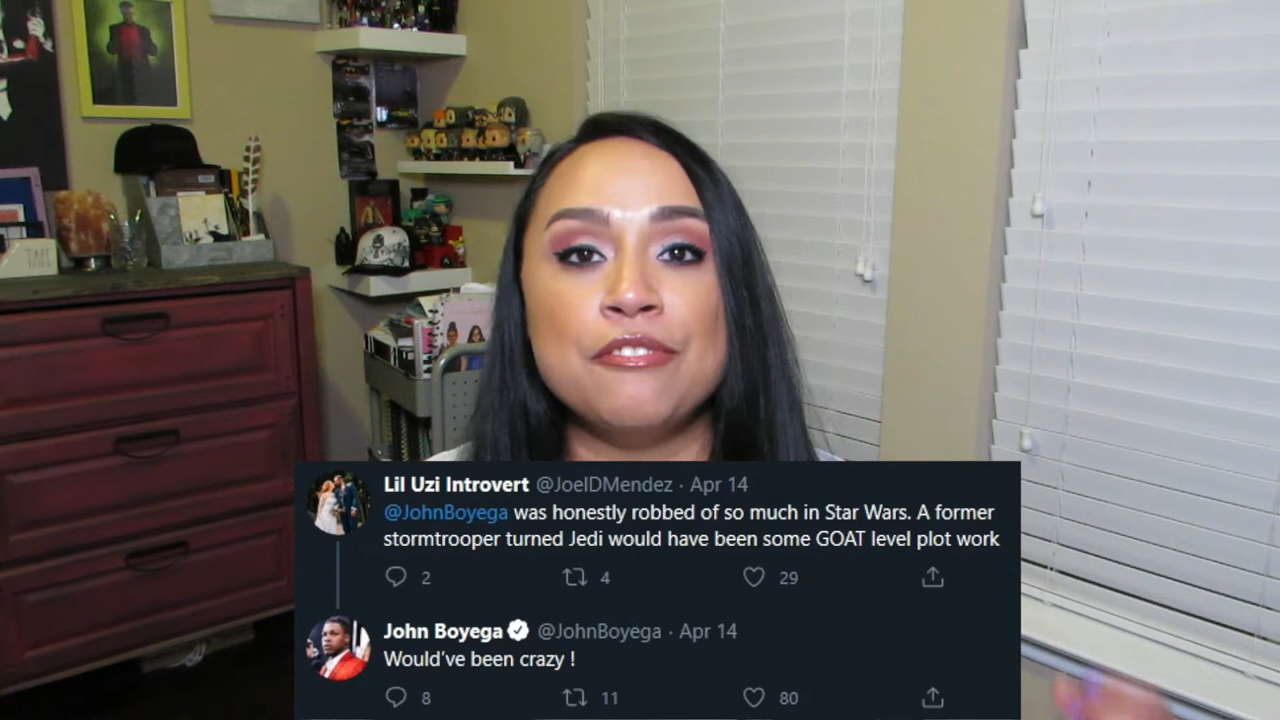 Lil Uzi Introvert @JoelDMendez · Apr 14
@JohnBoyega was honestly robbed of so much in Star Wars. A former
stormtrooper turned Jedi would have been some GOAT level plot work
2 4 29
John Boyega @JohnBoyega · Apr 14
Would've been crazy !
8 11 80